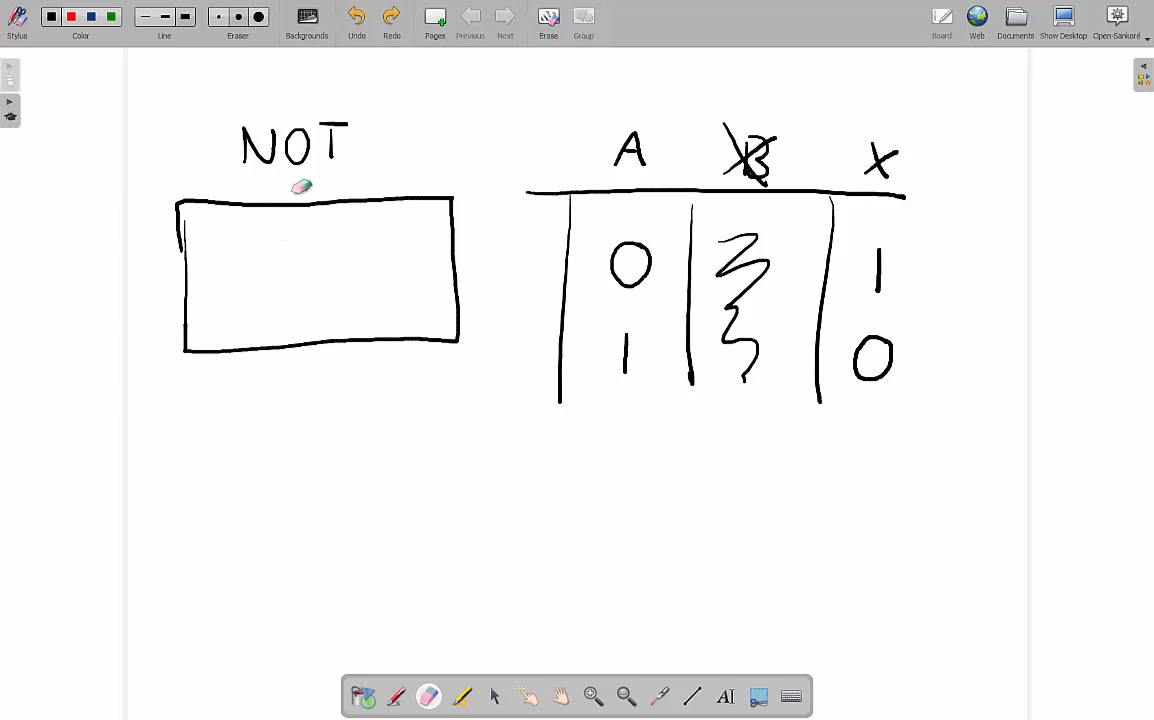 Stylus
Color
Line
Eraser
Backgrounds
Undo
Redo
Pages
Previous
Next
Erase
Group
Board
Web
Documents
Show Desktop
Open-Sankoré
NOT
A B X
0 1
1 0
AI